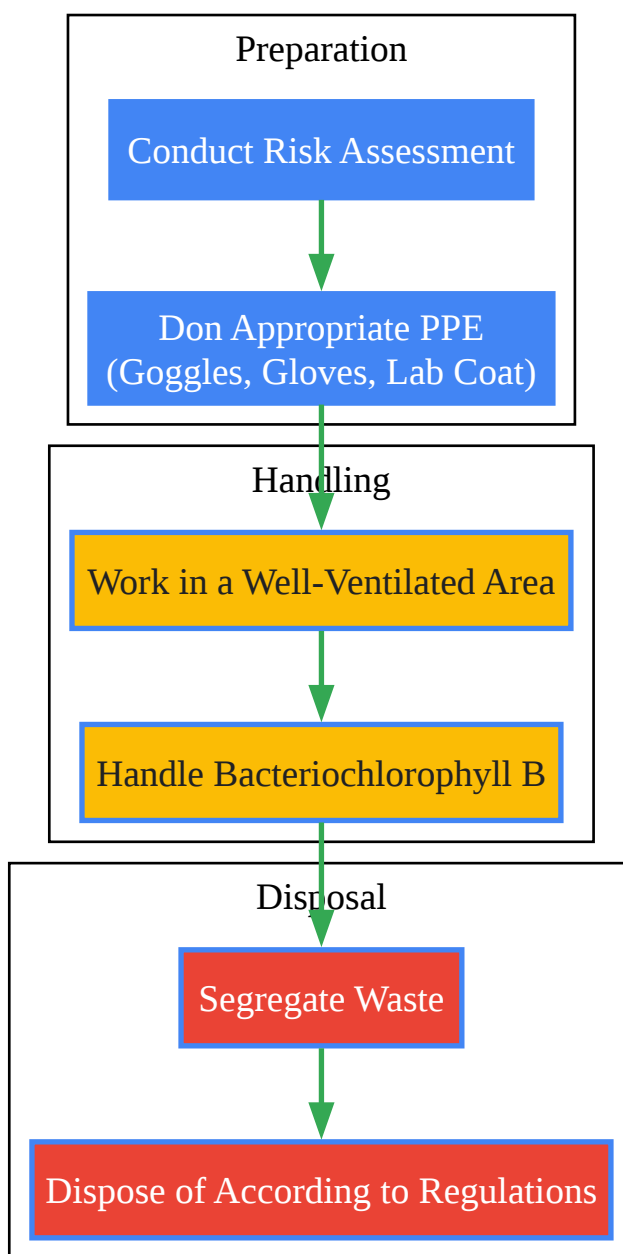 Preparation
Conduct Risk Assessment
Don Appropriate PPE
(Goggles, Gloves, Lab Coat)
Handling
Work in a Well-Ventilated Area
Handle Bacteriochlorophyll B
Disposal
Segregate Waste
Dispose of According to Regulations